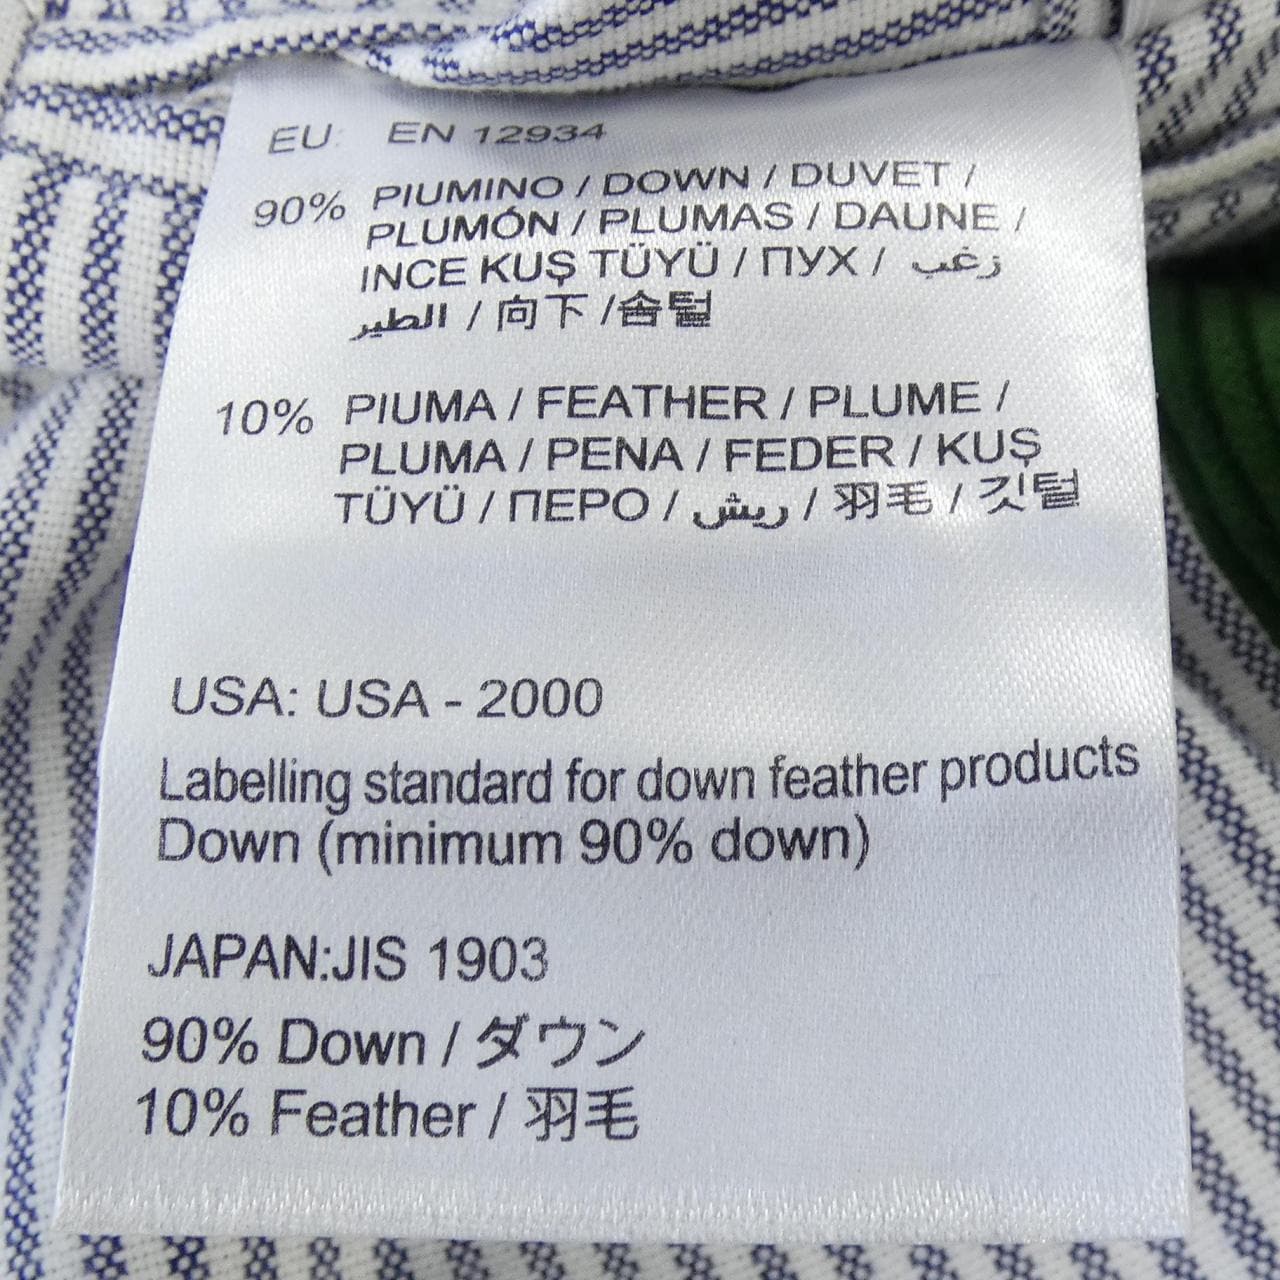 EU: EN 12934
90% PIUMINO / DOWN / DUVET /
PLUMÓN / PLUMAS / DAUNE /
INCE KUŞ TÜYÜ / ПУХ / زغب
الطير / 向下 /솜털
10% PIUMA / FEATHER / PLUME /
PLUMA / PENA / FEDER / KUŞ
TÜYÜ / ПЕРО / ريش / 羽毛 / 깃털
USA: USA - 2000
Labelling standard for down feather products
Down (minimum 90% down)
JAPAN:JIS 1903
90% Down / ダウン
10% Feather / 羽毛